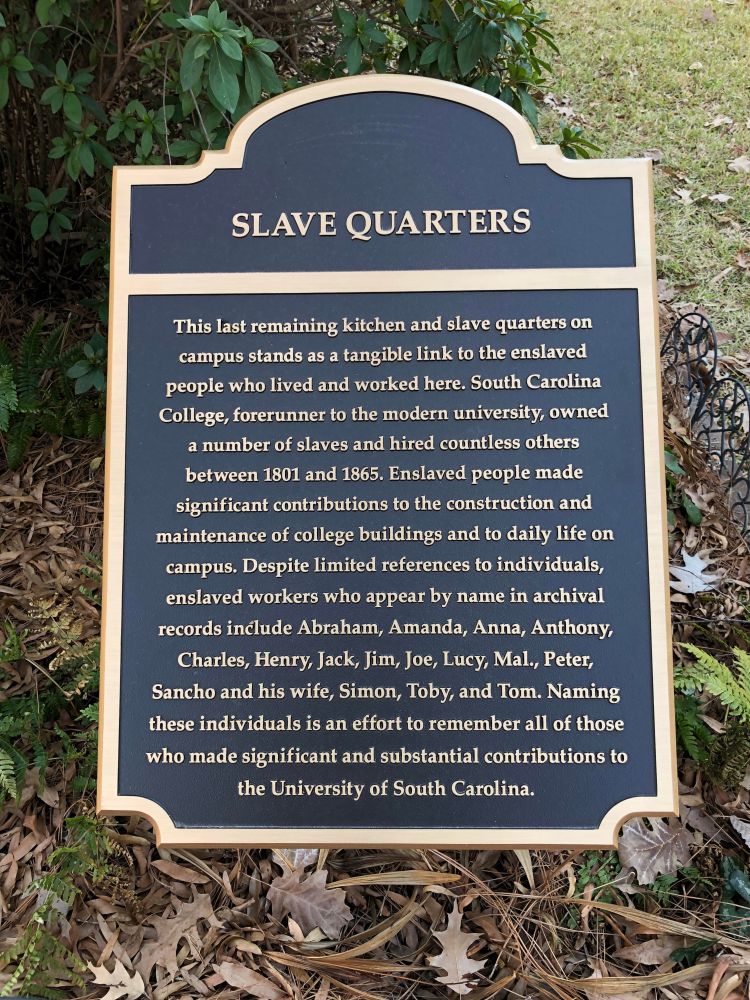 SLAVE QUARTERS
This last remaining kitchen and slave quarters on
campus stands as a tangible link to the enslaved
people who lived and worked here. South Carolina
College, forerunner to the modern university, owned
a number of slaves and hired countless others
between 1801 and 1865. Enslaved people made
significant contributions to the construction and
maintenance of college buildings and to daily life on
campus. Despite limited references to individuals,
enslaved workers who appear by name in archival
records include Abraham, Amanda, Anna, Anthony,
Charles, Henry, Jack, Jim, Joe, Lucy, Mal., Peter,
Sancho and his wife, Simon, Toby, and Tom. Naming
these individuals is an effort to remember all of those
who made significant and substantial contributions to
the University of South Carolina.